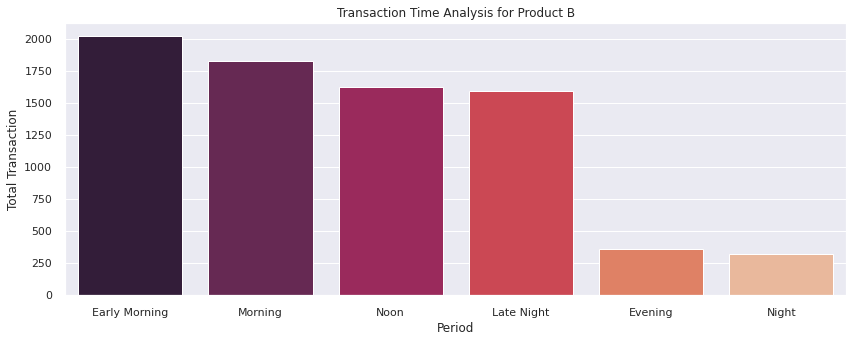 Transaction Time Analysis for Product B
Total Transaction
2000
1750
1500
1250
1000
750
500
250
0
Early Morning
Morning
Noon
Late Night
Evening
Night
Period